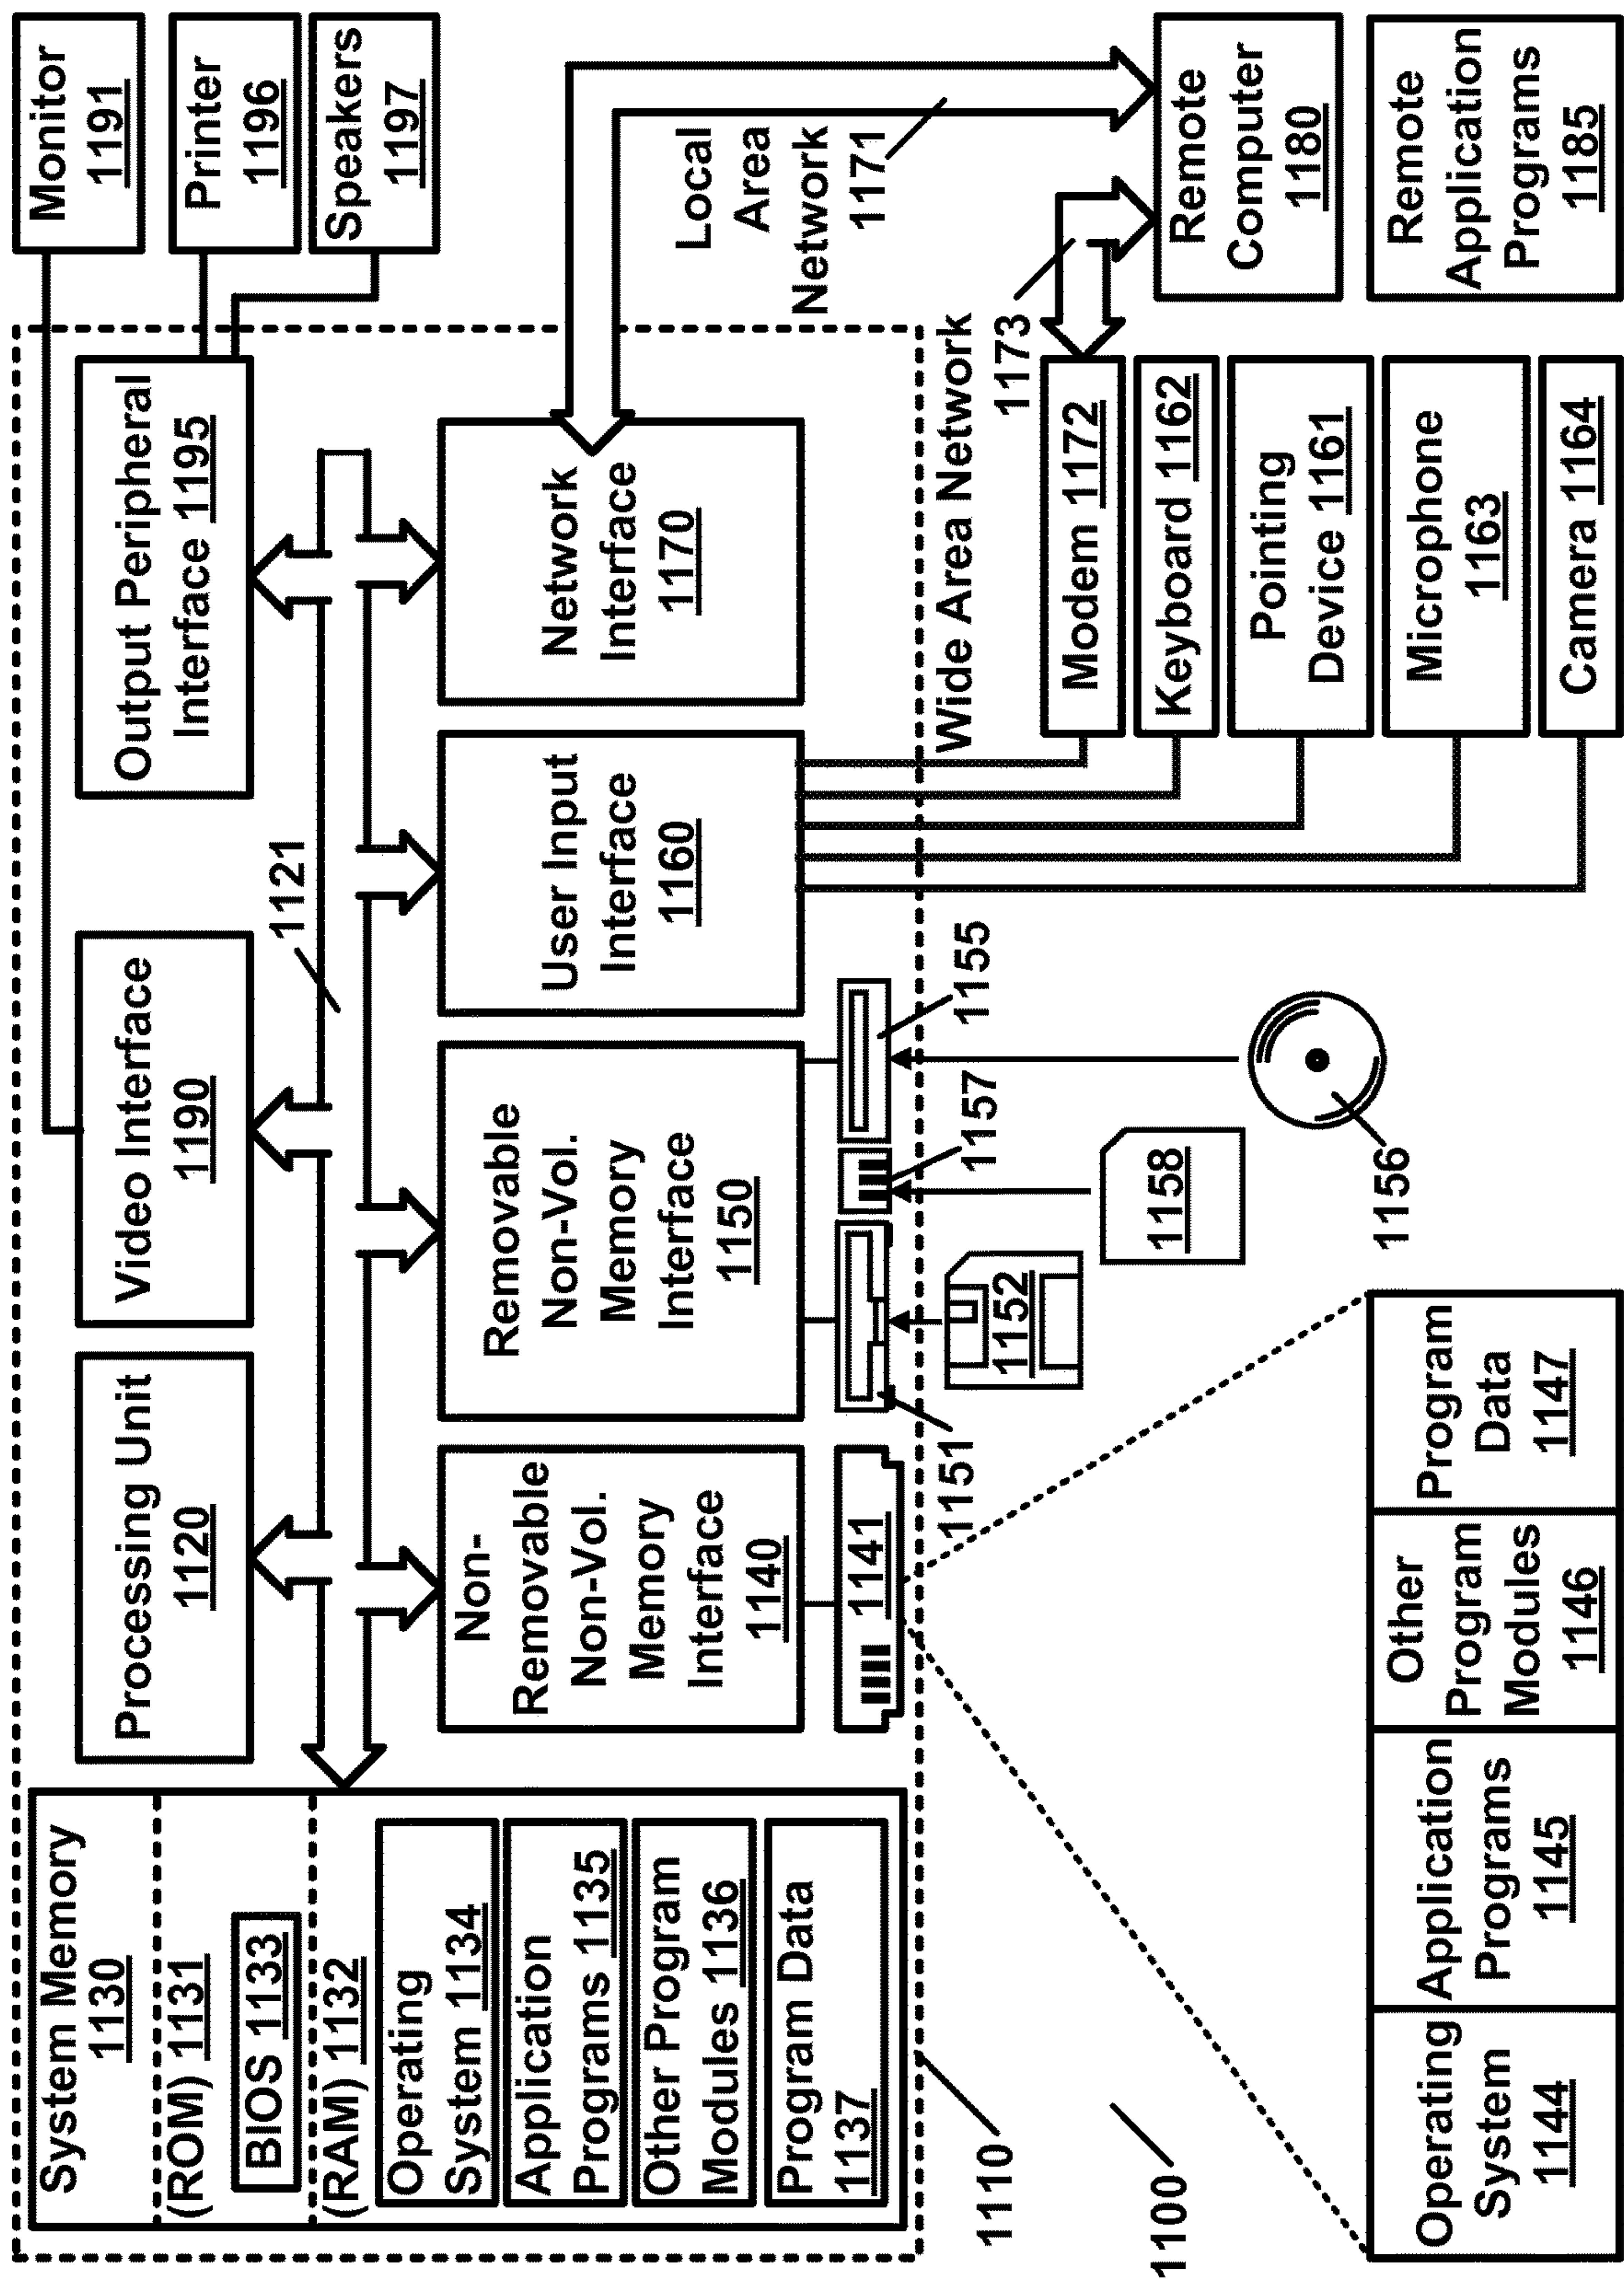 System Memory
1130
(ROM) 1131
BIOS 1133
(RAM) 1132
Operating
System 1134
Application
Programs 1135
Other Program
Modules 1136
Program Data
1137
Processing Unit
1120
Video Interface
1190
Output Peripheral
Interface 1195
Monitor
1191
Printer
1196
Speakers
1197
1121
Non-
Removable
Non-Vol.
Memory
Interface
1140
Removable
Non-Vol.
Memory
Interface
1150
User Input
Interface
1160
Network
Interface
1170
Local
Area
Network
1171
1141
1151
1152
1157
1158
1155
1156
Wide Area Network
1173
Modem 1172
Keyboard 1162
Pointing
Device 1161
Microphone
1163
Camera 1164
Remote
Computer
1180
Remote
Application
Programs
1185
1110
1100
Operating
System
1144
Application
Programs
1145
Other
Program
Modules
1146
Program
Data
1147